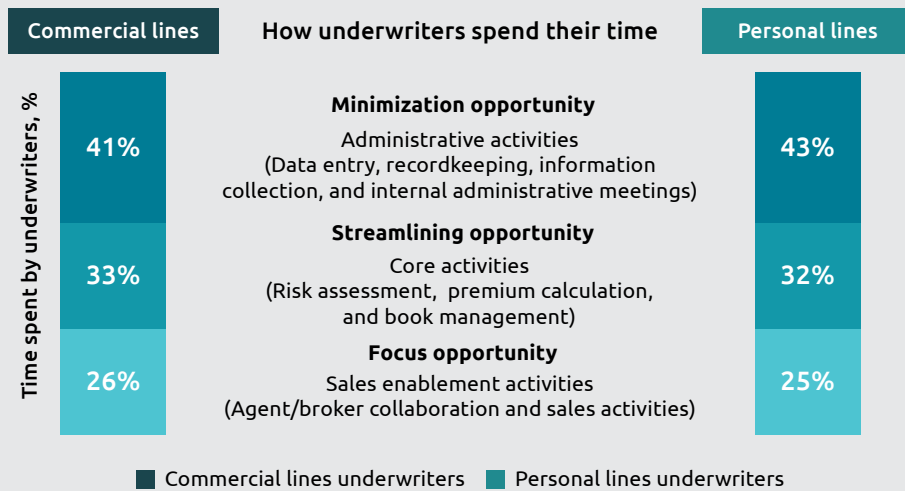 Commercial lines
How underwriters spend their time
Personal lines
Time spent by underwriters, %
41%
33%
26%
Minimization opportunity
Administrative activities
(Data entry, recordkeeping, information
collection, and internal administrative meetings)
Streamlining opportunity
Core activities
(Risk assessment, premium calculation,
and book management)
Focus opportunity
Sales enablement activities
(Agent/broker collaboration and sales activities)
43%
32%
25%
Commercial lines underwriters
Personal lines underwriters